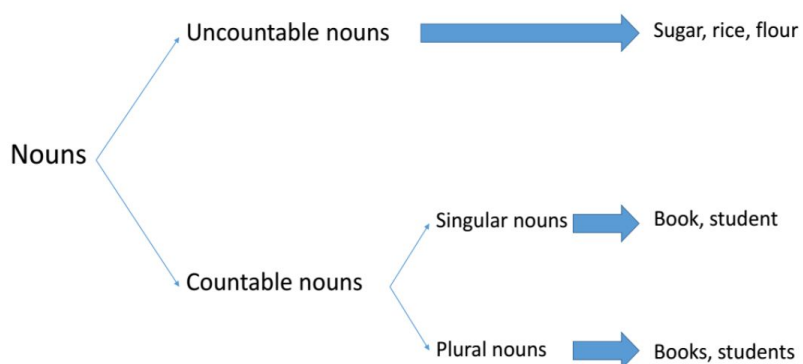 Uncountable nouns
Sugar, rice, flour
Nouns
Singular nouns
Book, student
Countable nouns
Plural nouns
Books, students